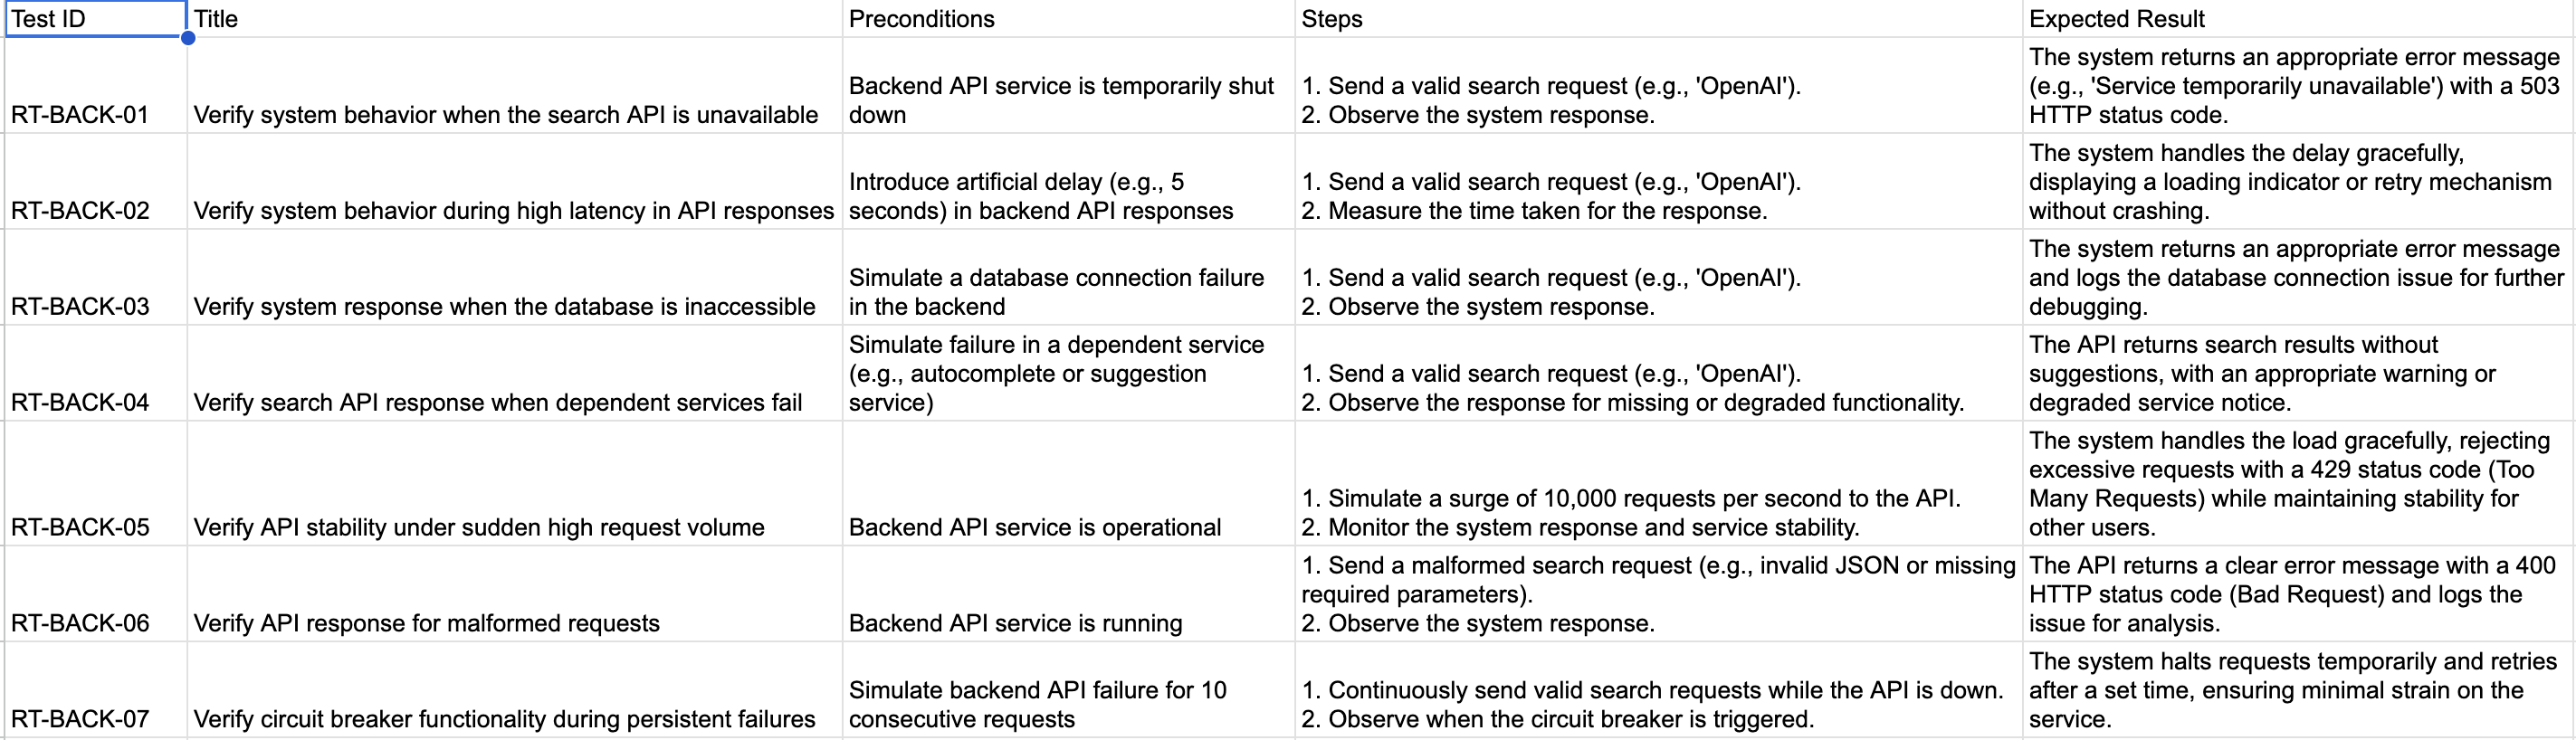 Test ID Title Preconditions Steps Expected Result
RT-BACK-01 Verify system behavior when the search API is unavailable
Backend API service is temporarily shut
down
1. Send a valid search request (e.g., 'OpenAI').
2. Observe the system response.
The system returns an appropriate error message
(e.g., 'Service temporarily unavailable') with a 503
HTTP status code.
RT-BACK-02 Verify system behavior during high latency in API responses
Introduce artificial delay (e.g., 5
seconds) in backend API responses
1. Send a valid search request (e.g., 'OpenAI').
2. Measure the time taken for the response.
The system handles the delay gracefully,
displaying a loading indicator or retry mechanism
without crashing.
RT-BACK-03 Verify system response when the database is inaccessible
Simulate a database connection failure
in the backend
1. Send a valid search request (e.g., 'OpenAI').
2. Observe the system response.
The system returns an appropriate error message
and logs the database connection issue for further
debugging.
RT-BACK-04 Verify search API response when dependent services fail
Simulate failure in a dependent service
(e.g., autocomplete or suggestion
service)
1. Send a valid search request (e.g., 'OpenAI').
2. Observe the response for missing or degraded functionality.
The API returns search results without
suggestions, with an appropriate warning or
degraded service notice.
RT-BACK-05 Verify API stability under sudden high request volume
Backend API service is operational
1. Simulate a surge of 10,000 requests per second to the API.
2. Monitor the system response and service stability.
The system handles the load gracefully, rejecting
excessive requests with a 429 status code (Too
Many Requests) while maintaining stability for
other users.
RT-BACK-06 Verify API response for malformed requests
Backend API service is running
1. Send a malformed search request (e.g., invalid JSON or missing
required parameters).
2. Observe the system response.
The API returns a clear error message with a 400
HTTP status code (Bad Request) and logs the
issue for analysis.
RT-BACK-07 Verify circuit breaker functionality during persistent failures
Simulate backend API failure for 10
consecutive requests
1. Continuously send valid search requests while the API is down.
2. Observe when the circuit breaker is triggered.
The system halts requests temporarily and retries
after a set time, ensuring minimal strain on the
service.